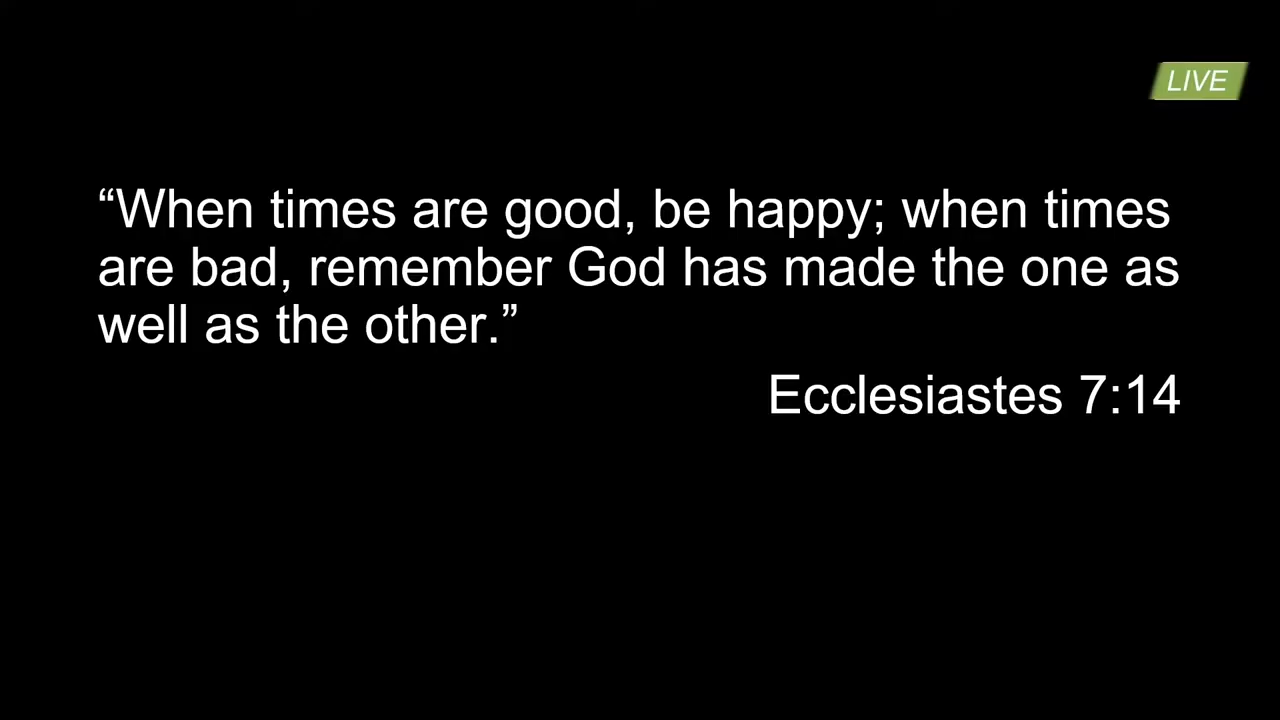 LIVE
“When times are good, be happy; when times
are bad, remember God has made the one as
well as the other.”
Ecclesiastes 7:14